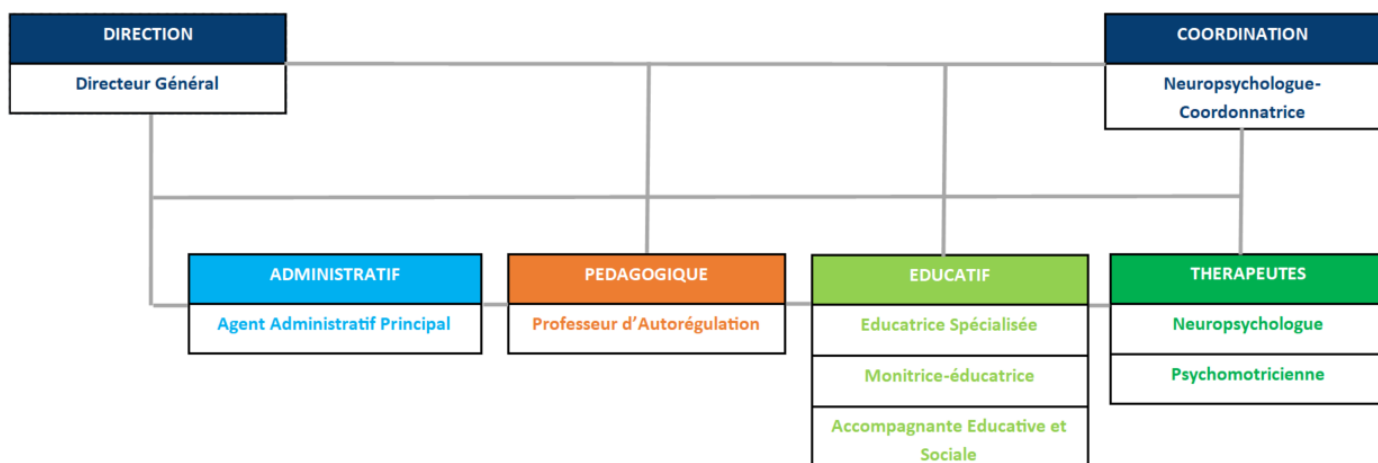 DIRECTION
Directeur Général
COORDINATION
Neuropsychologue-
Coordonnatrice
ADMINISTRATIF
Agent Administratif Principal
PEDAGOGIQUE
Professeur d’Autorégulation
EDUCATIF
Educatrice Spécialisée
Monitrice-éducatrice
Accompagnante Educative et
Sociale
THERAPEUTES
Neuropsychologue
Psychomotricienne